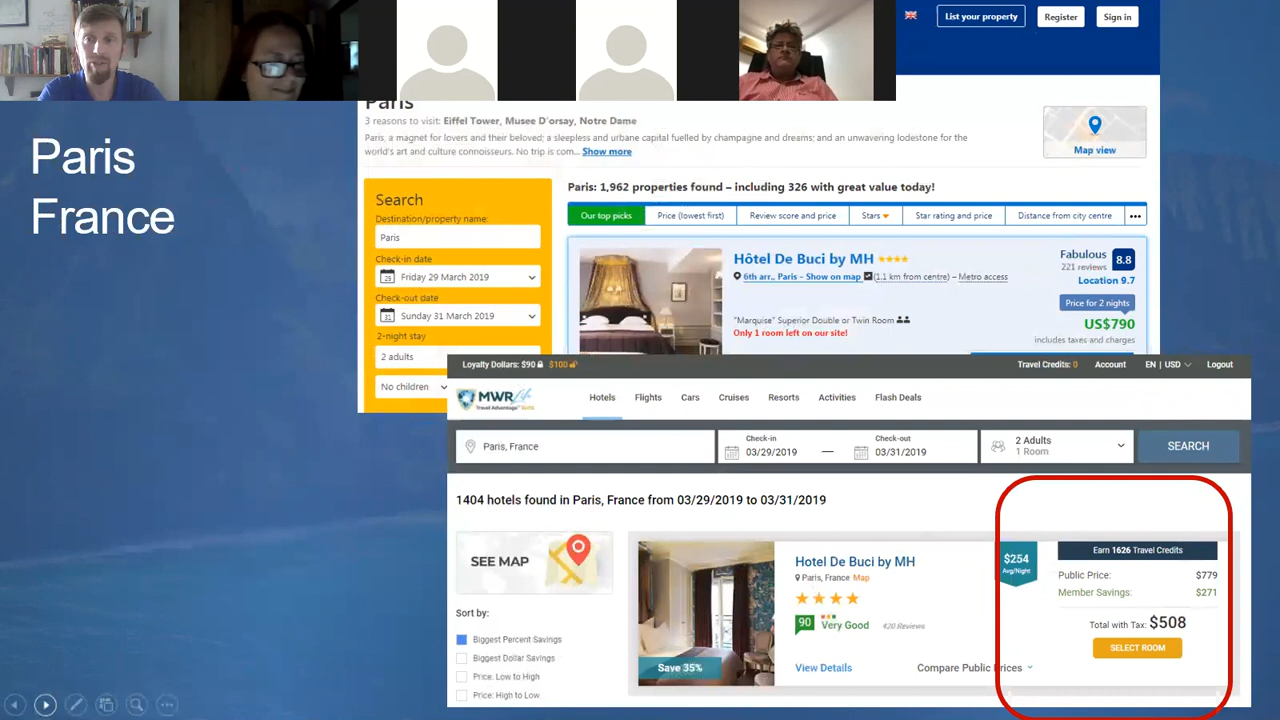 List your property
Register
Sign in
Paris
3 reasons to visit: Eiffel Tower, Musee D'orsay, Notre Dame
Paris, a magnet for lovers and their beloved; a sleepless and urbane capital fuelled by champagne and dreams; and an unwavering lodestone for the
world's art and culture connoisseurs. No trip is com... Show more
Map view
Paris
France
Search
Destination/property name:
Paris
Check-in date
29
Friday 29 March 2019
Check-out date
31
Sunday 31 March 2019
2-night stay
2 adults
No children
Paris: 1,962 properties found – including 326 with great value today!
Our top picks
Price (lowest first)
Review score and price
Stars
Star rating and price
Distance from city centre
Hôtel De Buci by MH
6th arr., Paris – Show on map (1.1 km from centre) – Metro access
"Marquise" Superior Double or Twin Room
Only 1 room left on our site!
Fabulous 8.8
221 reviews
Location 9.7
Price for 2 nights
US$790
includes taxes and charges
Loyalty Dollars: $90 $100
Travel Credits: 0
Account
EN | USD
Logout
MWR Life
Travel Advantage
Hotels
Flights
Cars
Cruises
Resorts
Activities
Flash Deals
Paris, France
Check-in
03/29/2019
—
Check-out
03/31/2019
2 Adults
1 Room
SEARCH
1404 hotels found in Paris, France from 03/29/2019 to 03/31/2019
SEE MAP
Sort by:
Biggest Percent Savings
Biggest Dollar Savings
Price: Low to High
Price: High to Low
Save 35%
Hotel De Buci by MH
Paris, France Map
90 Very Good 420 Reviews
View Details
Compare Public Prices
$254
Avg/Night
Earn 1626 Travel Credits
Public Price: $779
Member Savings: $271
Total with Tax: $508
SELECT ROOM